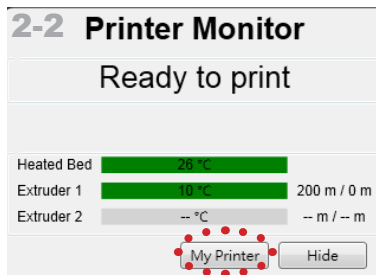 2-2 Printer Monitor
Ready to print
Heated Bed 26 °C
Extruder 1 10 °C 200 m / 0 m
Extruder 2 -- °C -- m / -- m
My Printer Hide